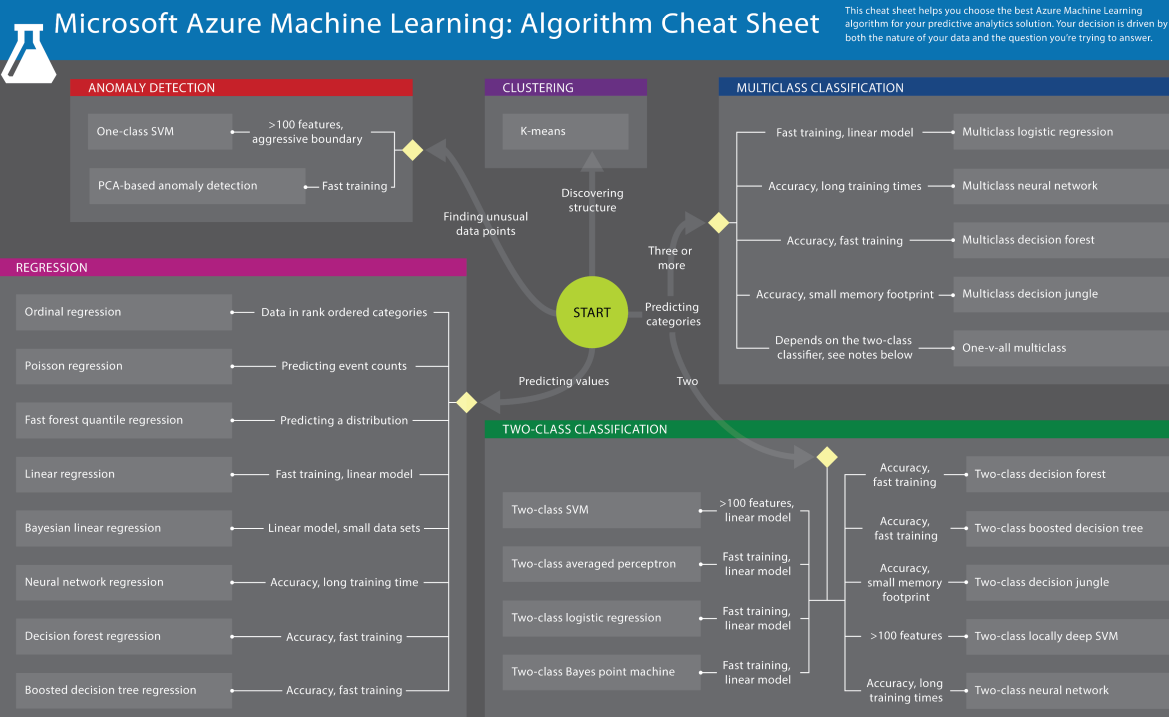 Microsoft Azure Machine Learning: Algorithm Cheat Sheet
This cheat sheet helps you choose the best Azure Machine Learning
algorithm for your predictive analytics solution. Your decision is driven by
both the nature of your data and the question you're trying to answer.
ANOMALY DETECTION
One-class SVM
>100 features,
aggressive boundary
PCA-based anomaly detection
Fast training
CLUSTERING
K-means
MULTICLASS CLASSIFICATION
Fast training, linear model
Multiclass logistic regression
Accuracy, long training times
Multiclass neural network
Accuracy, fast training
Multiclass decision forest
Accuracy, small memory footprint
Multiclass decision jungle
Depends on the two-class
classifier, see notes below
One-v-all multiclass
Finding unusual
data points
Discovering
structure
Three or
more
START
Predicting
categories
Predicting values
Two
REGRESSION
Ordinal regression
Data in rank ordered categories
Poisson regression
Predicting event counts
Fast forest quantile regression
Predicting a distribution
Linear regression
Fast training, linear model
Bayesian linear regression
Linear model, small data sets
Neural network regression
Accuracy, long training time
Decision forest regression
Accuracy, fast training
Boosted decision tree regression
Accuracy, fast training
TWO-CLASS CLASSIFICATION
Two-class SVM
>100 features,
linear model
Two-class averaged perceptron
Fast training,
linear model
Two-class logistic regression
Fast training,
linear model
Two-class Bayes point machine
Fast training,
linear model
Accuracy,
fast training
Two-class decision forest
Accuracy,
fast training
Two-class boosted decision tree
Accuracy,
small memory
footprint
Two-class decision jungle
>100 features
Two-class locally deep SVM
Accuracy, long
training times
Two-class neural network